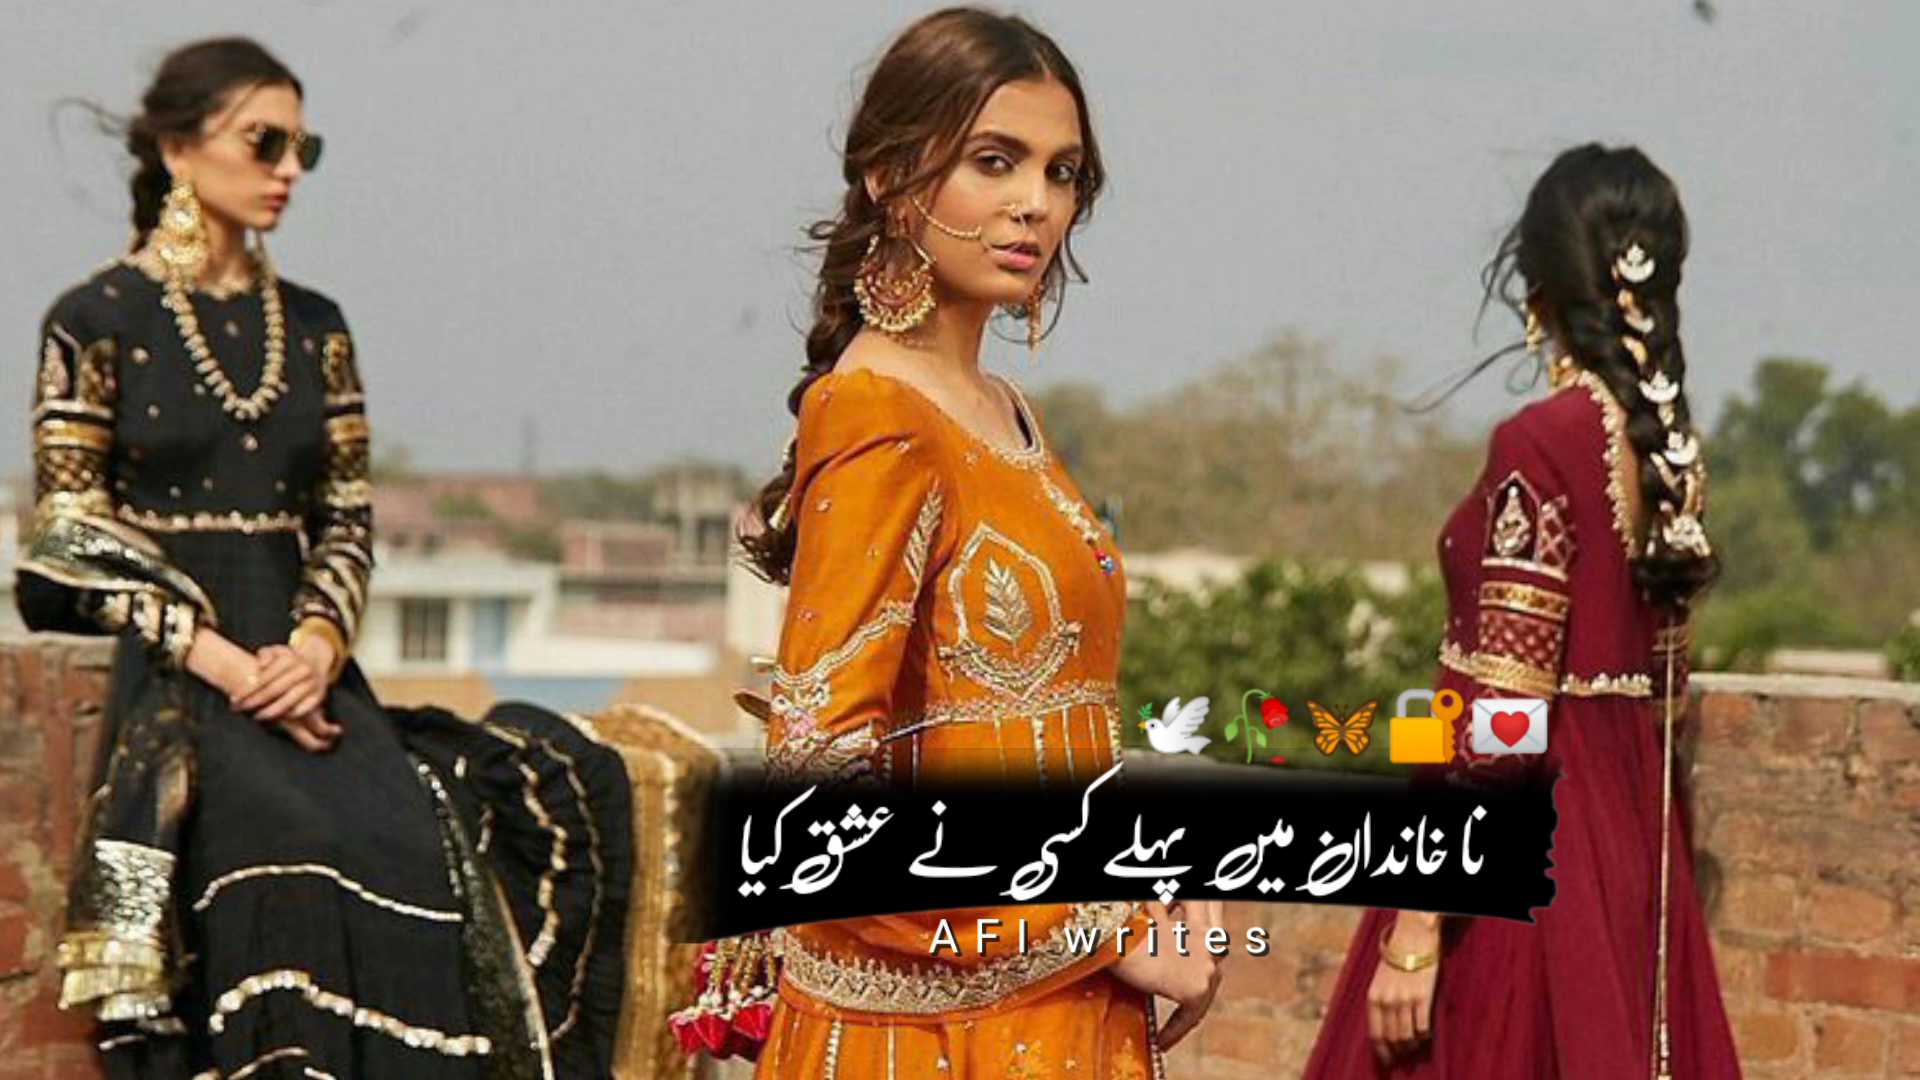 🕊🥀🦋🔐💌
نا خاندان میں پہلے کسی نے عشق کیا
AFI writes